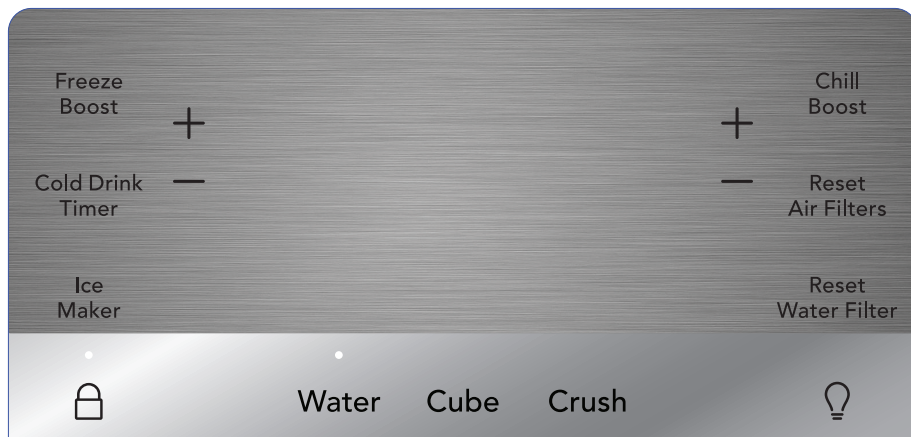 Freeze
Boost
+
Chill
Boost
+
Cold Drink
Timer
−
Reset
Air Filters
−
Ice
Maker
Reset
Water Filter
Water Cube Crush